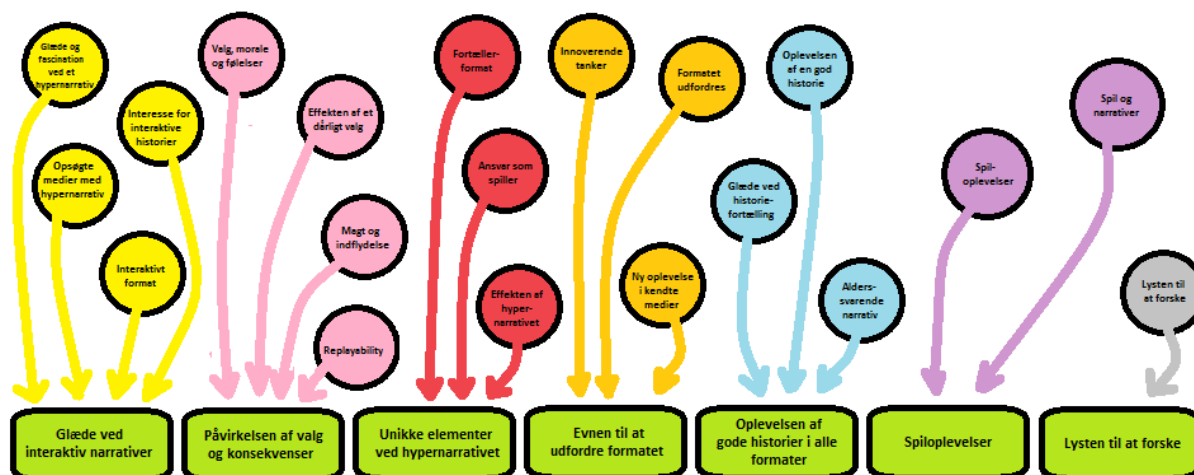 Glæde og
fascination
ved et
hypernarrativ
Interesse for
interaktive
historier
Opsøgte
medier med
hypernarrativ
Interaktivt
format
Valg, morale
og følelser
Effekten af et
dårligt valg
Magt og
indflydelse
Replayability
Fortæller-
format
Ansvar som
spiller
Effekten af
hyper-
narrativet
Innoverende
tanker
Formatet
udfordres
Ny oplevelse
i kendte
medier
Oplevelsen
af en god
historie
Glæde ved
historie-
fortælling
Alders-
svarende
narrativ
Spil og
narrativer
Spil-
oplevelser
Lysten til
at forske
Glæde ved
interaktiv narrativer
Påvirkelsen af valg
og konsekvenser
Unikke elementer
ved hypernarrativet
Evnen til at
udfordre formatet
Oplevelsen af
gode historier i alle
formater
Spiloplevelser
Lysten til at forske